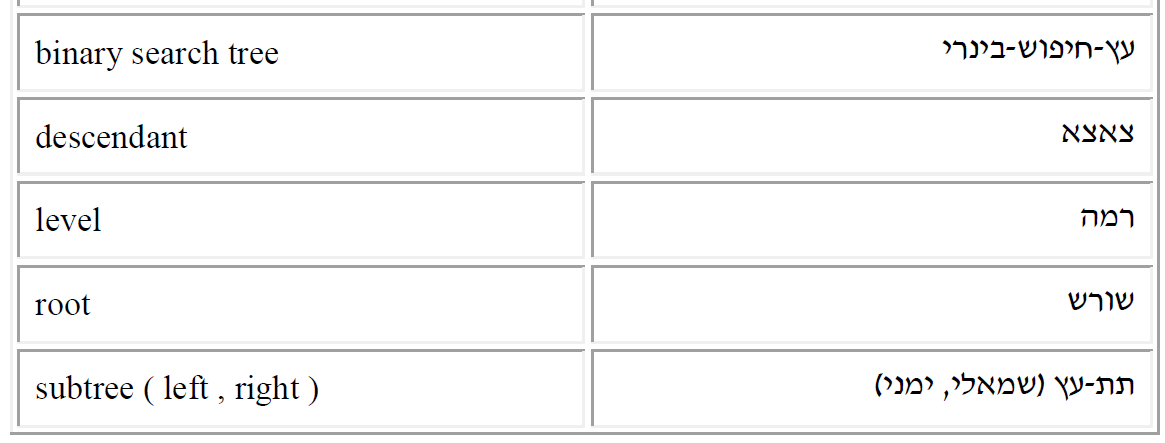 binary search tree
עץ-חיפוש-בינרי
descendant
צאצא
level
רמה
root
שורש
subtree ( left , right )
תת-עץ (שמאלי, ימני)